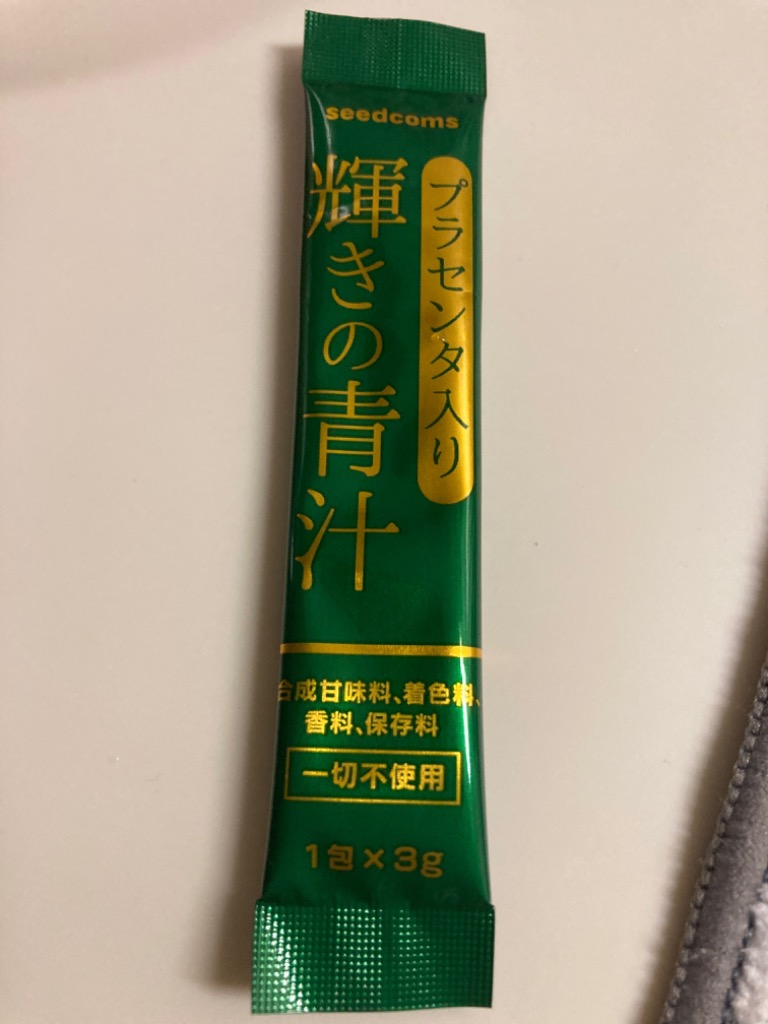 seedcoms
プラセンタ入り
輝きの青汁
合成甘味料、着色料、
香料、保存料
一切不使用
1包×3g